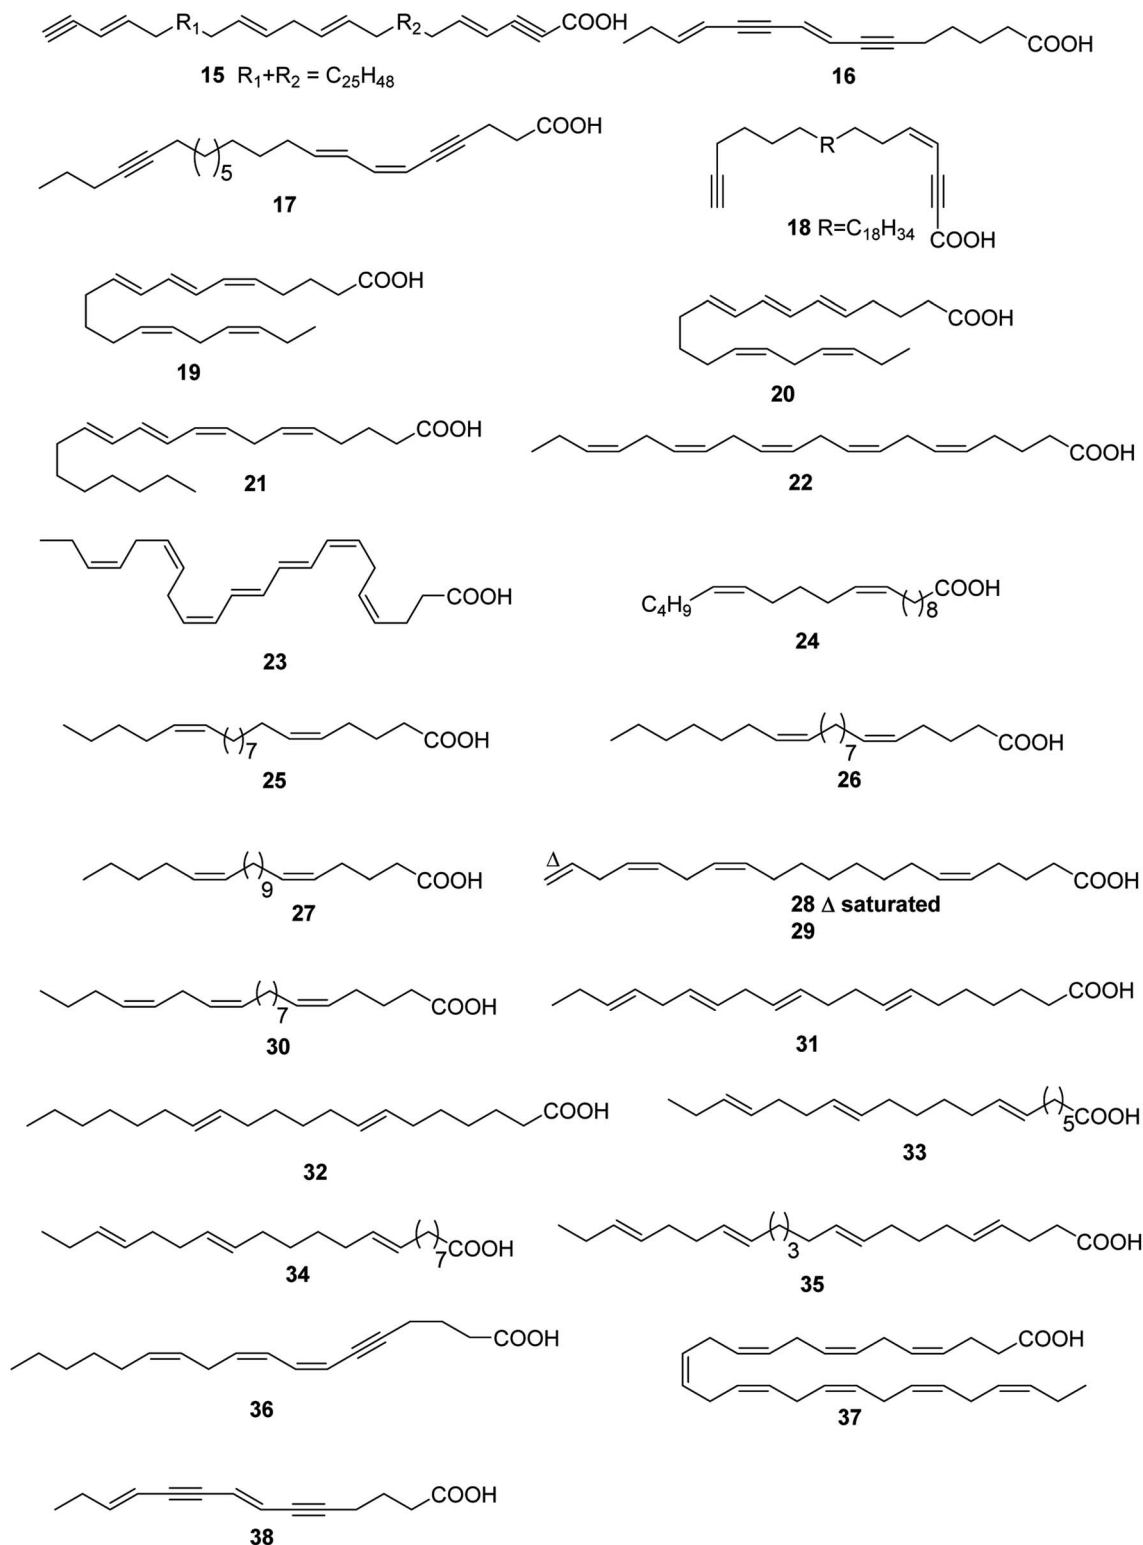 R1 R2 COOH
15 R1+R2 = C25H48
COOH
16
COOH
5
17
R
18 R=C18H34
COOH
COOH
19
COOH
20
COOH
21
COOH
22
COOH
23
C4H9 ( )8 COOH
24
( )7 COOH
25
( )7 COOH
26
( )9 COOH
27
Δ
COOH
28 Δ saturated
29
( )7 COOH
30
COOH
31
COOH
32
( )5 COOH
33
( )7 COOH
34
( )3 COOH
35
COOH
36
COOH
37
COOH
38